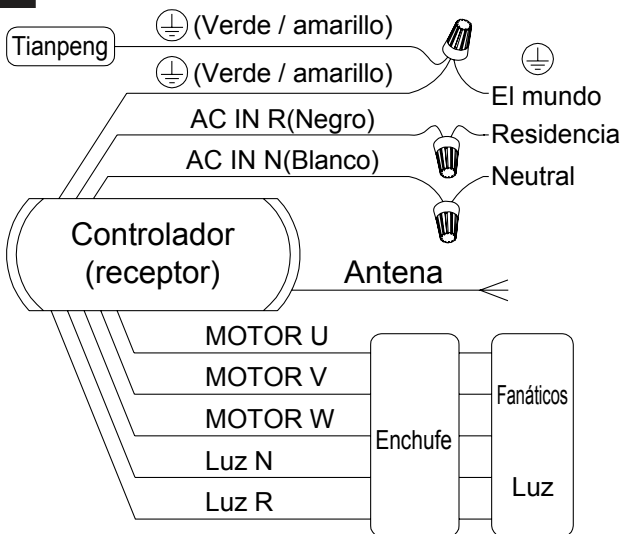 Tianpeng
(Verde / amarillo)
(Verde / amarillo)
El mundo
AC IN R(Negro)
Residencia
AC IN N(Blanco)
Neutral
Controlador
(receptor)
Antena
MOTOR U
MOTOR V
MOTOR W
Luz N
Luz R
Enchufe
Fanáticos
Luz